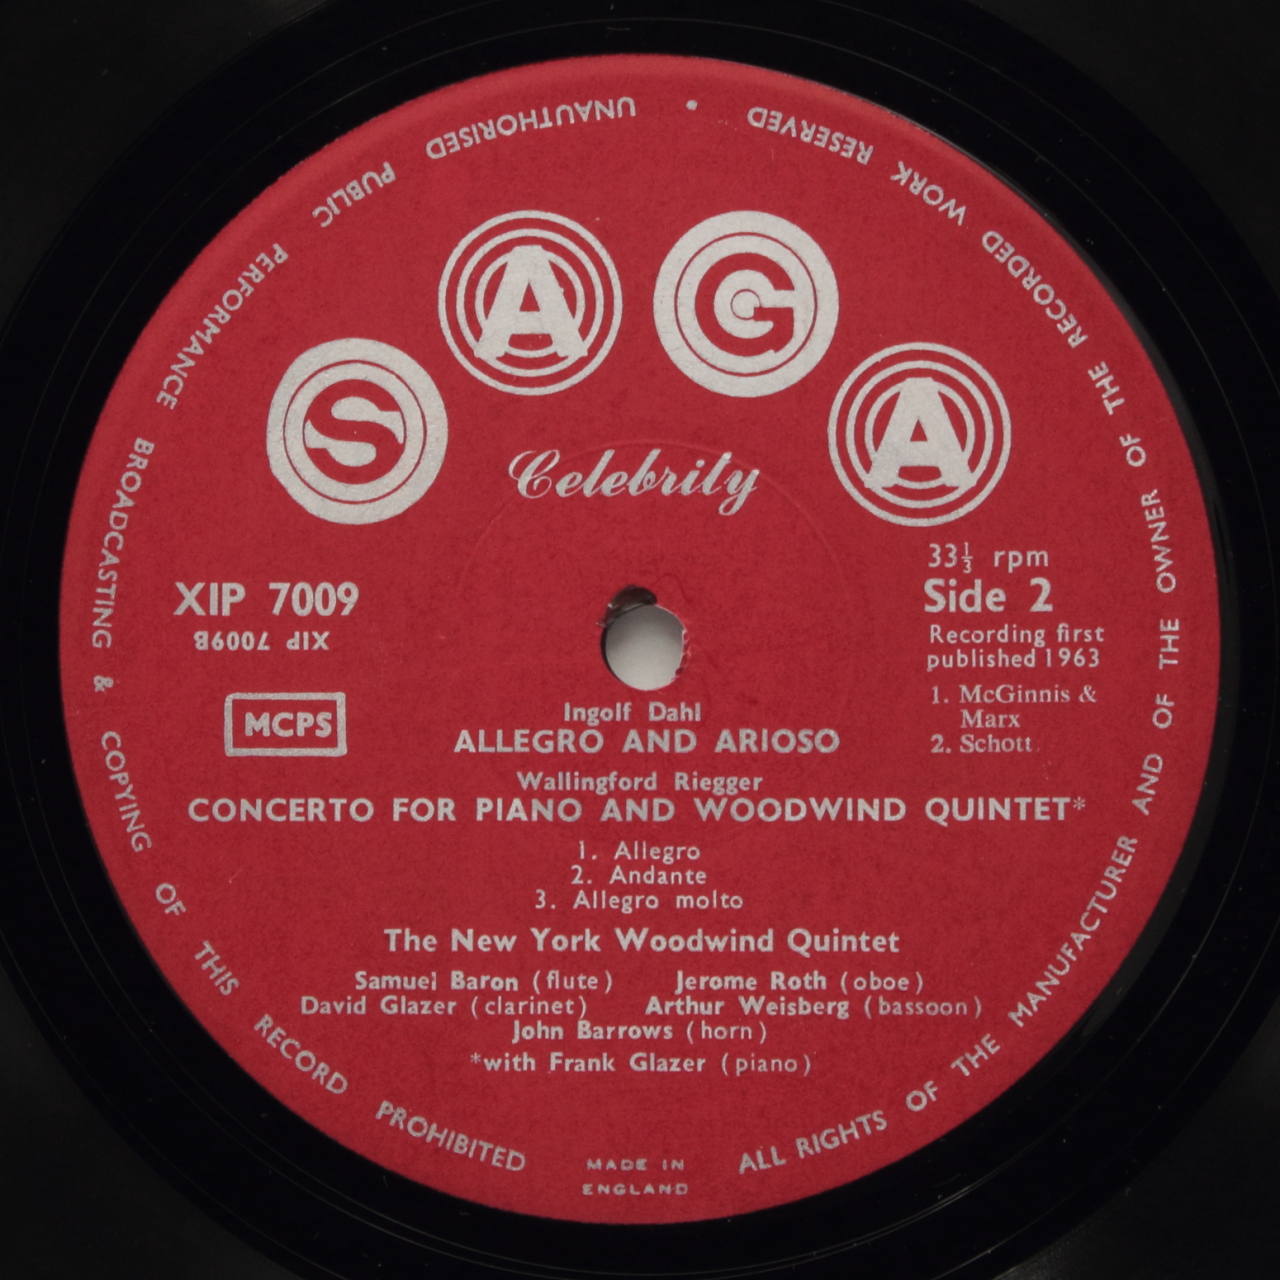 SAGA
Celebrity
XIP 7009
XIP 7009B
MCPS
33⅓ rpm
Side 2
Recording first
published 1963
1. McGinnis &
Marx
2. Schott
Ingolf Dahl
ALLEGRO AND ARIOSO
Wallingford Riegger
CONCERTO FOR PIANO AND WOODWIND QUINTET*
1. Allegro
2. Andante
3. Allegro molto
The New York Woodwind Quintet
Samuel Baron (flute) Jerome Roth (oboe)
David Glazer (clarinet) Arthur Weisberg (bassoon)
John Barrows (horn)
*with Frank Glazer (piano)
MADE IN
ENGLAND
ALL RIGHTS OF THE MANUFACTURER AND OF THE OWNER OF THE RECORDED WORK RESERVED • UNAUTHORISED PUBLIC PERFORMANCE BROADCASTING & COPYING OF THIS RECORD PROHIBITED